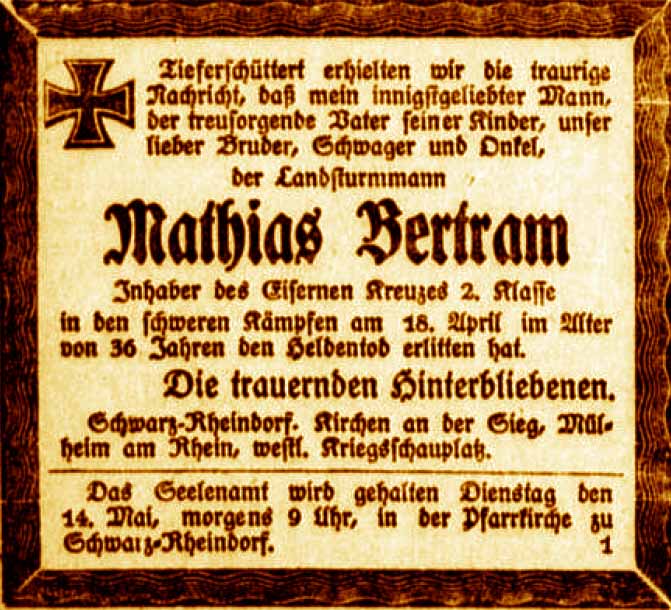 Tieferschüttert erhielten wir die traurige
Nachricht, daß mein innigstgeliebter Mann,
der treusorgende Vater seiner Kinder, unser
lieber Bruder, Schwager und Onkel,
der Landsturmmann
Mathias Bertram
Inhaber des Eisernen Kreuzes 2. Klasse
in den schweren Kämpfen am 18. April im Alter
von 36 Jahren den Heldentod erlitten hat.
Die trauernden Hinterbliebenen.
Schwarz-Rheindorf, Kirchen an der Sieg, Mül-
heim am Rhein, westl. Kriegsschauplatz.
Das Seelenamt wird gehalten Dienstag den
14. Mai, morgens 9 Uhr, in der Pfarrkirche zu
Schwarz-Rheindorf. 1